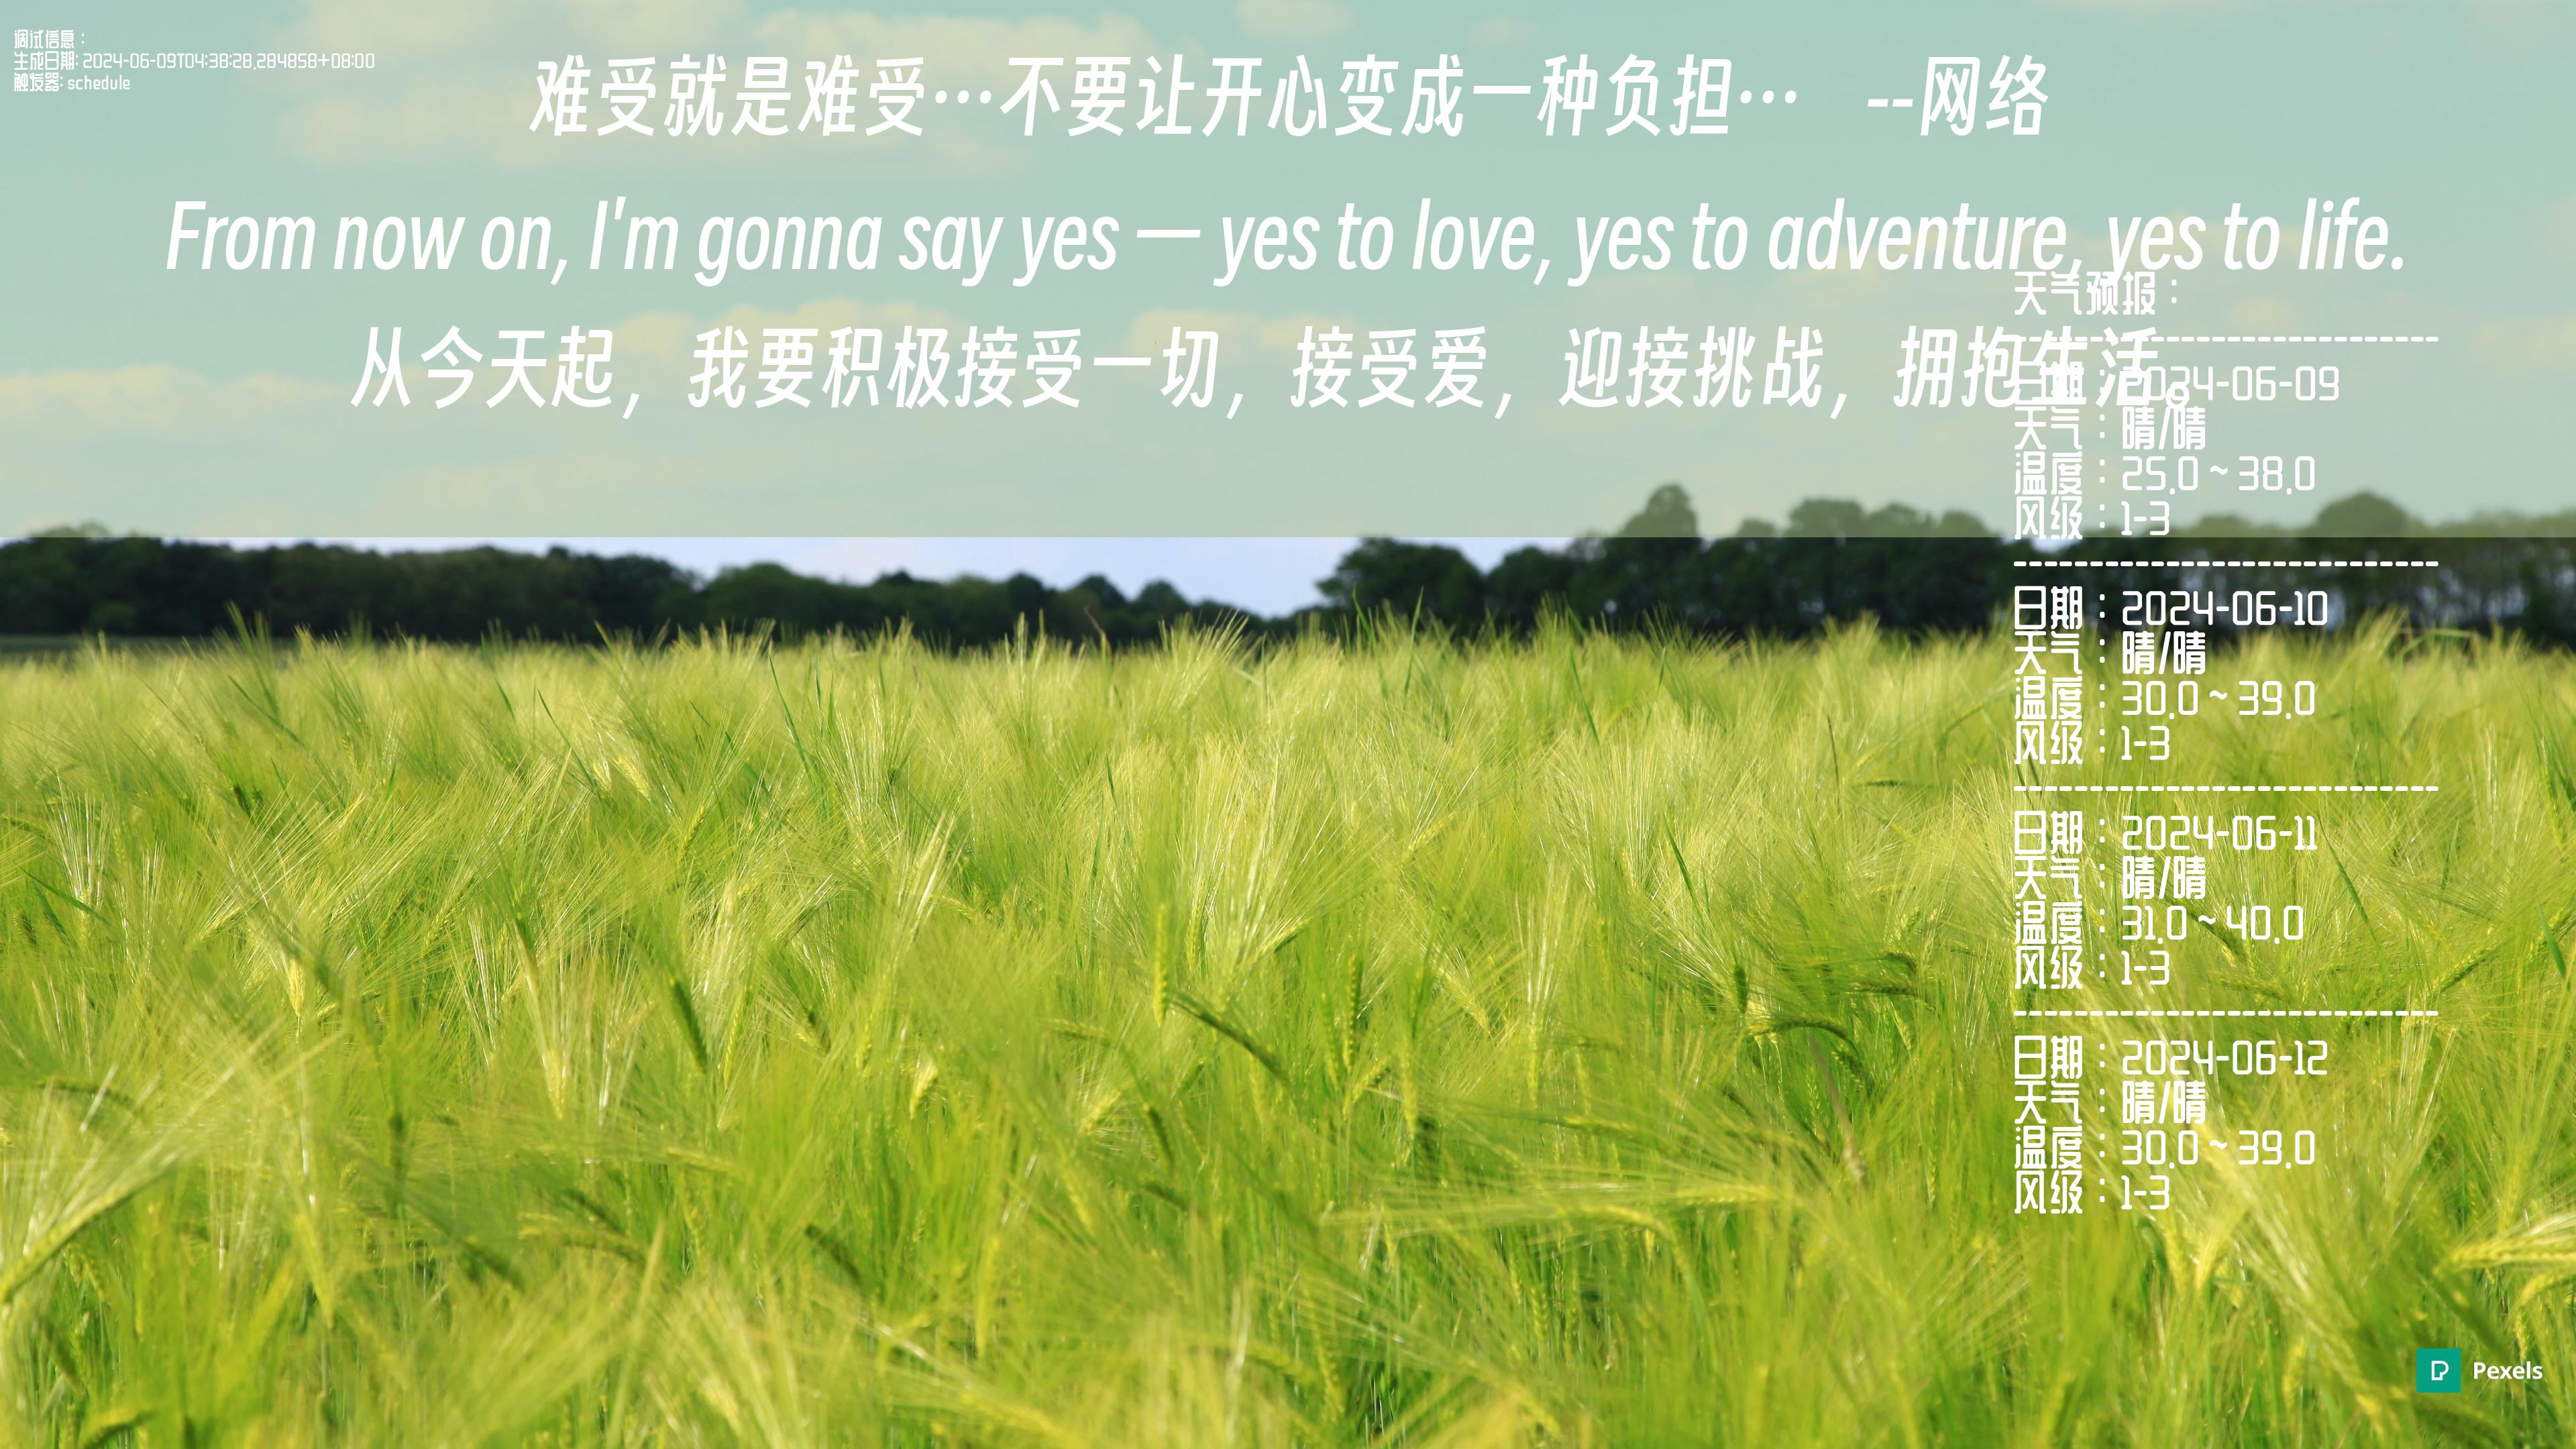 调试信息：
生成日期: 2024-06-09T04:38:28.284858+08:00
触发器: schedule
难受就是难受…不要让开心变成一种负担… --网络
From now on, I'm gonna say yes — yes to love, yes to adventure, yes to life.
从今天起，我要积极接受一切，接受爱，迎接挑战，拥抱生活。
天气预报：
----------------------------
日期：2024-06-09
天气：晴/晴
温度：25.0 ~ 38.0
风级：1-3
----------------------------
日期：2024-06-10
天气：晴/晴
温度：30.0 ~ 39.0
风级：1-3
----------------------------
日期：2024-06-11
天气：晴/晴
温度：31.0 ~ 40.0
风级：1-3
----------------------------
日期：2024-06-12
天气：晴/晴
温度：30.0 ~ 39.0
风级：1-3
Pexels